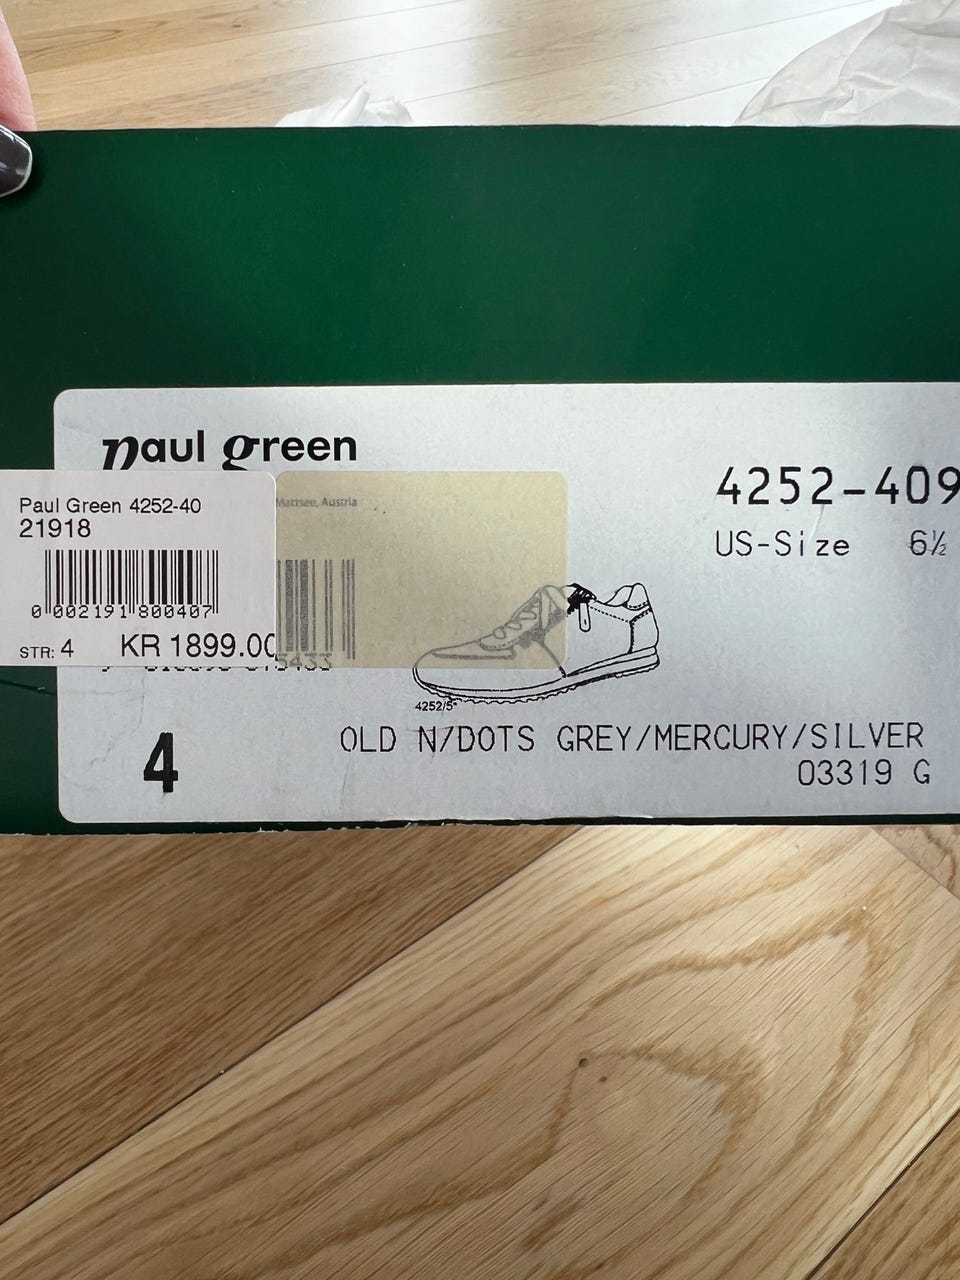 paul green
Mattsee, Austria
4252-409
US-Size 6½
Paul Green 4252-40
21918
0 002191 800407
STR: 4 KR 1899.00
4252/5*
4
OLD N/DOTS GREY/MERCURY/SILVER
03319 G